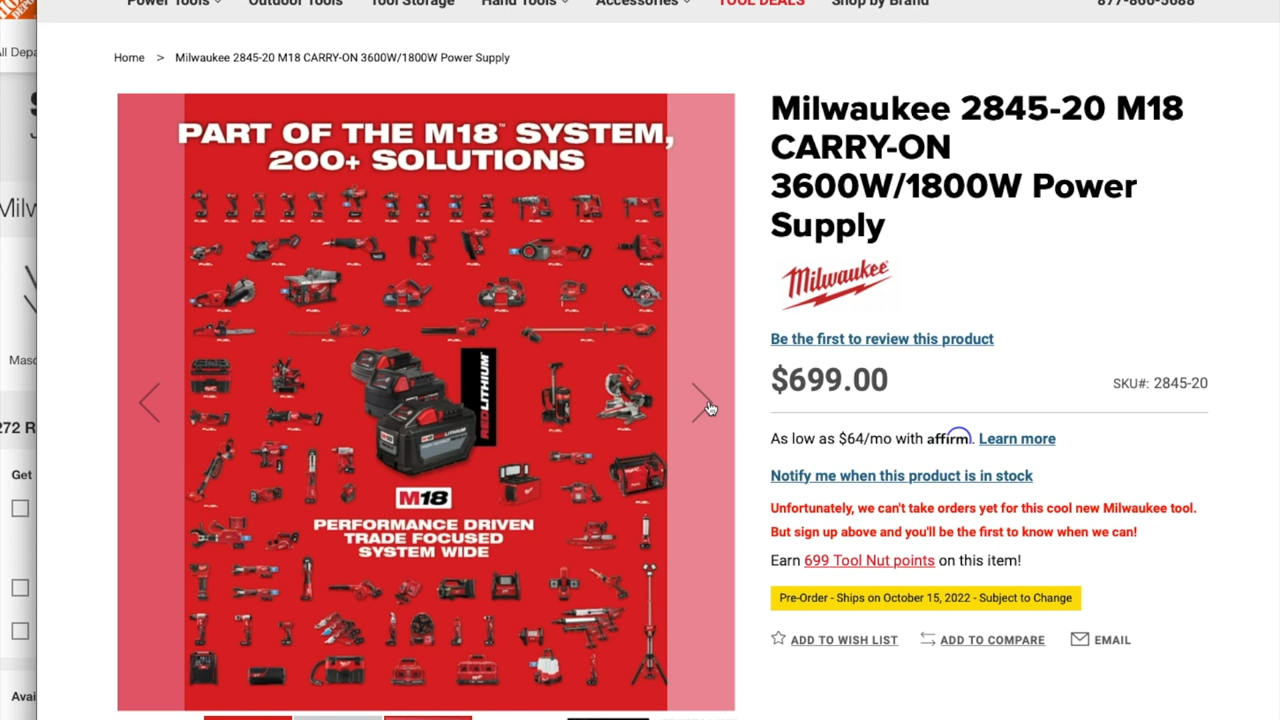 Power Tools
Outdoor Tools
Tool Storage
Hand Tools
Accessories
TOOL DEALS
Shop by Brand
877-866-5688
Home > Milwaukee 2845-20 M18 CARRY-ON 3600W/1800W Power Supply
PART OF THE M18™ SYSTEM,
200+ SOLUTIONS
REDLITHIUM™
M18
PERFORMANCE DRIVEN
TRADE FOCUSED
SYSTEM WIDE
Milwaukee 2845-20 M18
CARRY-ON
3600W/1800W Power
Supply
Milwaukee
Be the first to review this product
$699.00
SKU#: 2845-20
As low as $64/mo with affirm. Learn more
Notify me when this product is in stock
Unfortunately, we can't take orders yet for this cool new Milwaukee tool.
But sign up above and you'll be the first to know when we can!
Earn 699 Tool Nut points on this item!
Pre-Order - Ships on October 15, 2022 - Subject to Change
ADD TO WISH LIST
ADD TO COMPARE
EMAIL
Get